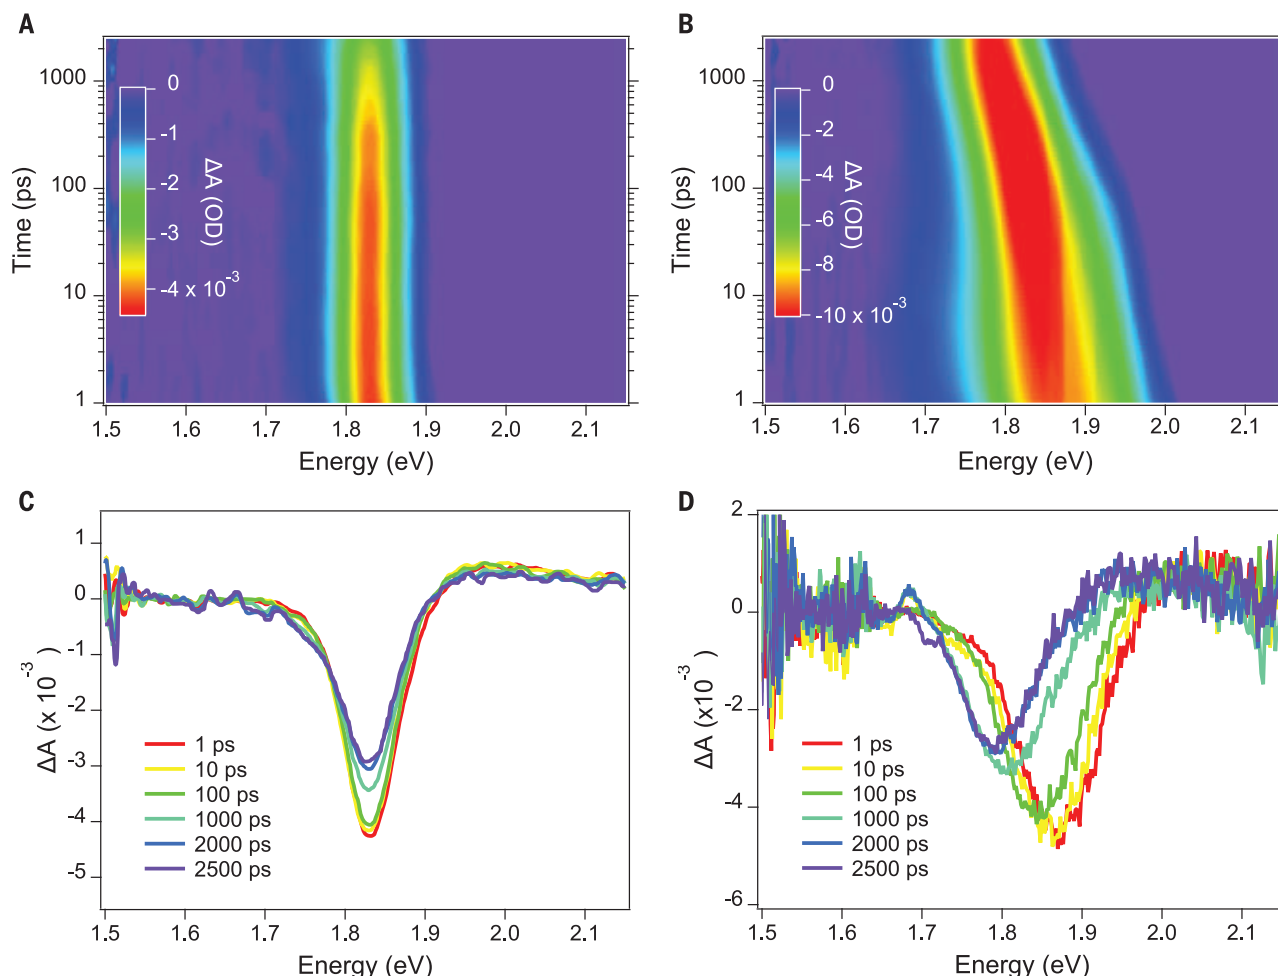 A
1000
100
10
1
Time (ps)
0
-1
-2
-3
-4 x 10⁻³
ΔA (OD)
1.5 1.6 1.7 1.8 1.9 2.0 2.1
Energy (eV)
B
1000
100
10
1
Time (ps)
0
-2
-4
-6
-8
-10 x 10⁻³
ΔA (OD)
1.5 1.6 1.7 1.8 1.9 2.0 2.1
Energy (eV)
C
1
0
-1
-2
-3
-4
-5
ΔA (x 10⁻³)
1 ps
10 ps
100 ps
1000 ps
2000 ps
2500 ps
1.5 1.6 1.7 1.8 1.9 2.0 2.1
Energy (eV)
D
2
0
-2
-4
-6
ΔA (x10⁻³)
1 ps
10 ps
100 ps
1000 ps
2000 ps
2500 ps
1.5 1.6 1.7 1.8 1.9 2.0 2.1
Energy (eV)